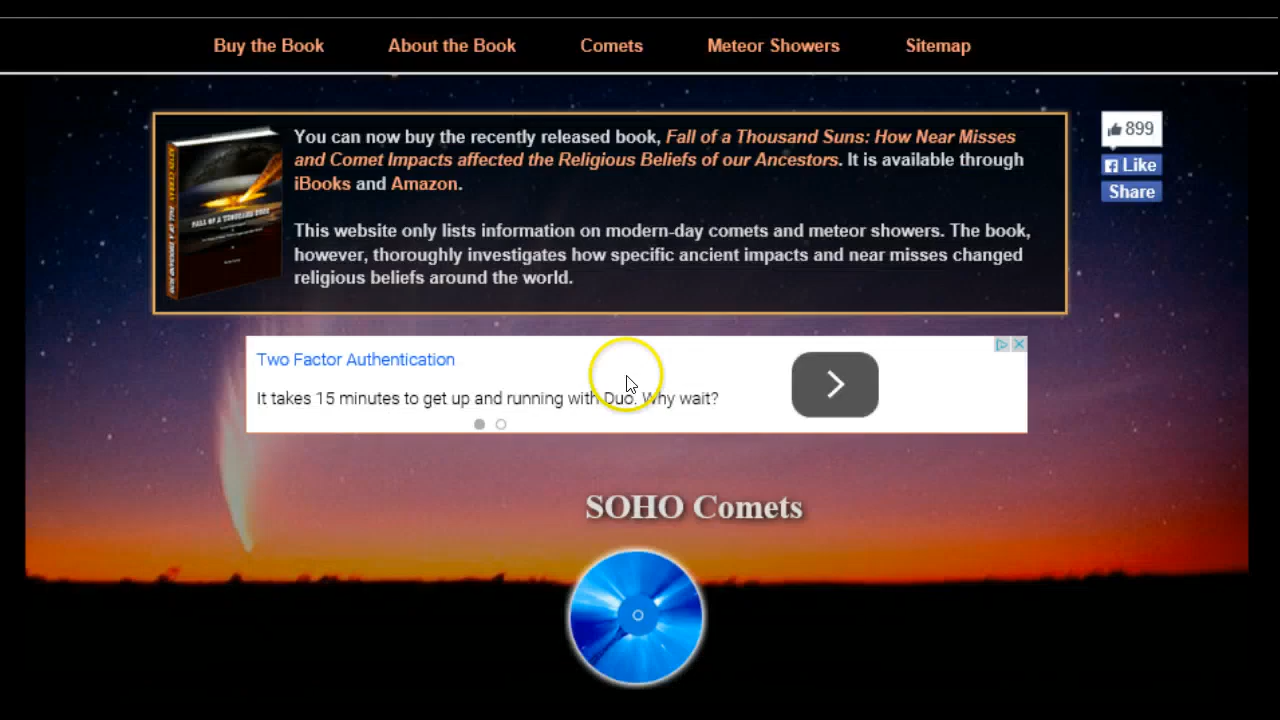 Buy the Book
About the Book
Comets
Meteor Showers
Sitemap
You can now buy the recently released book, Fall of a Thousand Suns: How Near Misses
and Comet Impacts affected the Religious Beliefs of our Ancestors. It is available through
iBooks and Amazon.
This website only lists information on modern-day comets and meteor showers. The book,
however, thoroughly investigates how specific ancient impacts and near misses changed
religious beliefs around the world.
FALL OF A THOUSAND SUNS
899
Like
Share
Two Factor Authentication
It takes 15 minutes to get up and running with Duo. Why wait?
SOHO Comets